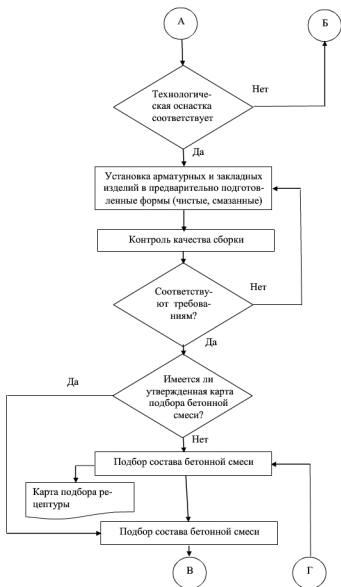 А
Б
Технологиче-
ская оснастка
соответствует
Нет
Да
Установка арматурных и закладных
изделий в предварительно подготов-
ленные формы (чистые, смазанные)
Контроль качества сборки
Соответству-
ют требова-
ниям?
Нет
Да
Имеется ли
утвержденная карта
подбора бетонной
смеси?
Да
Нет
Подбор состава бетонной смеси
Карта подбора ре-
цептуры
Подбор состава бетонной смеси
В
Г